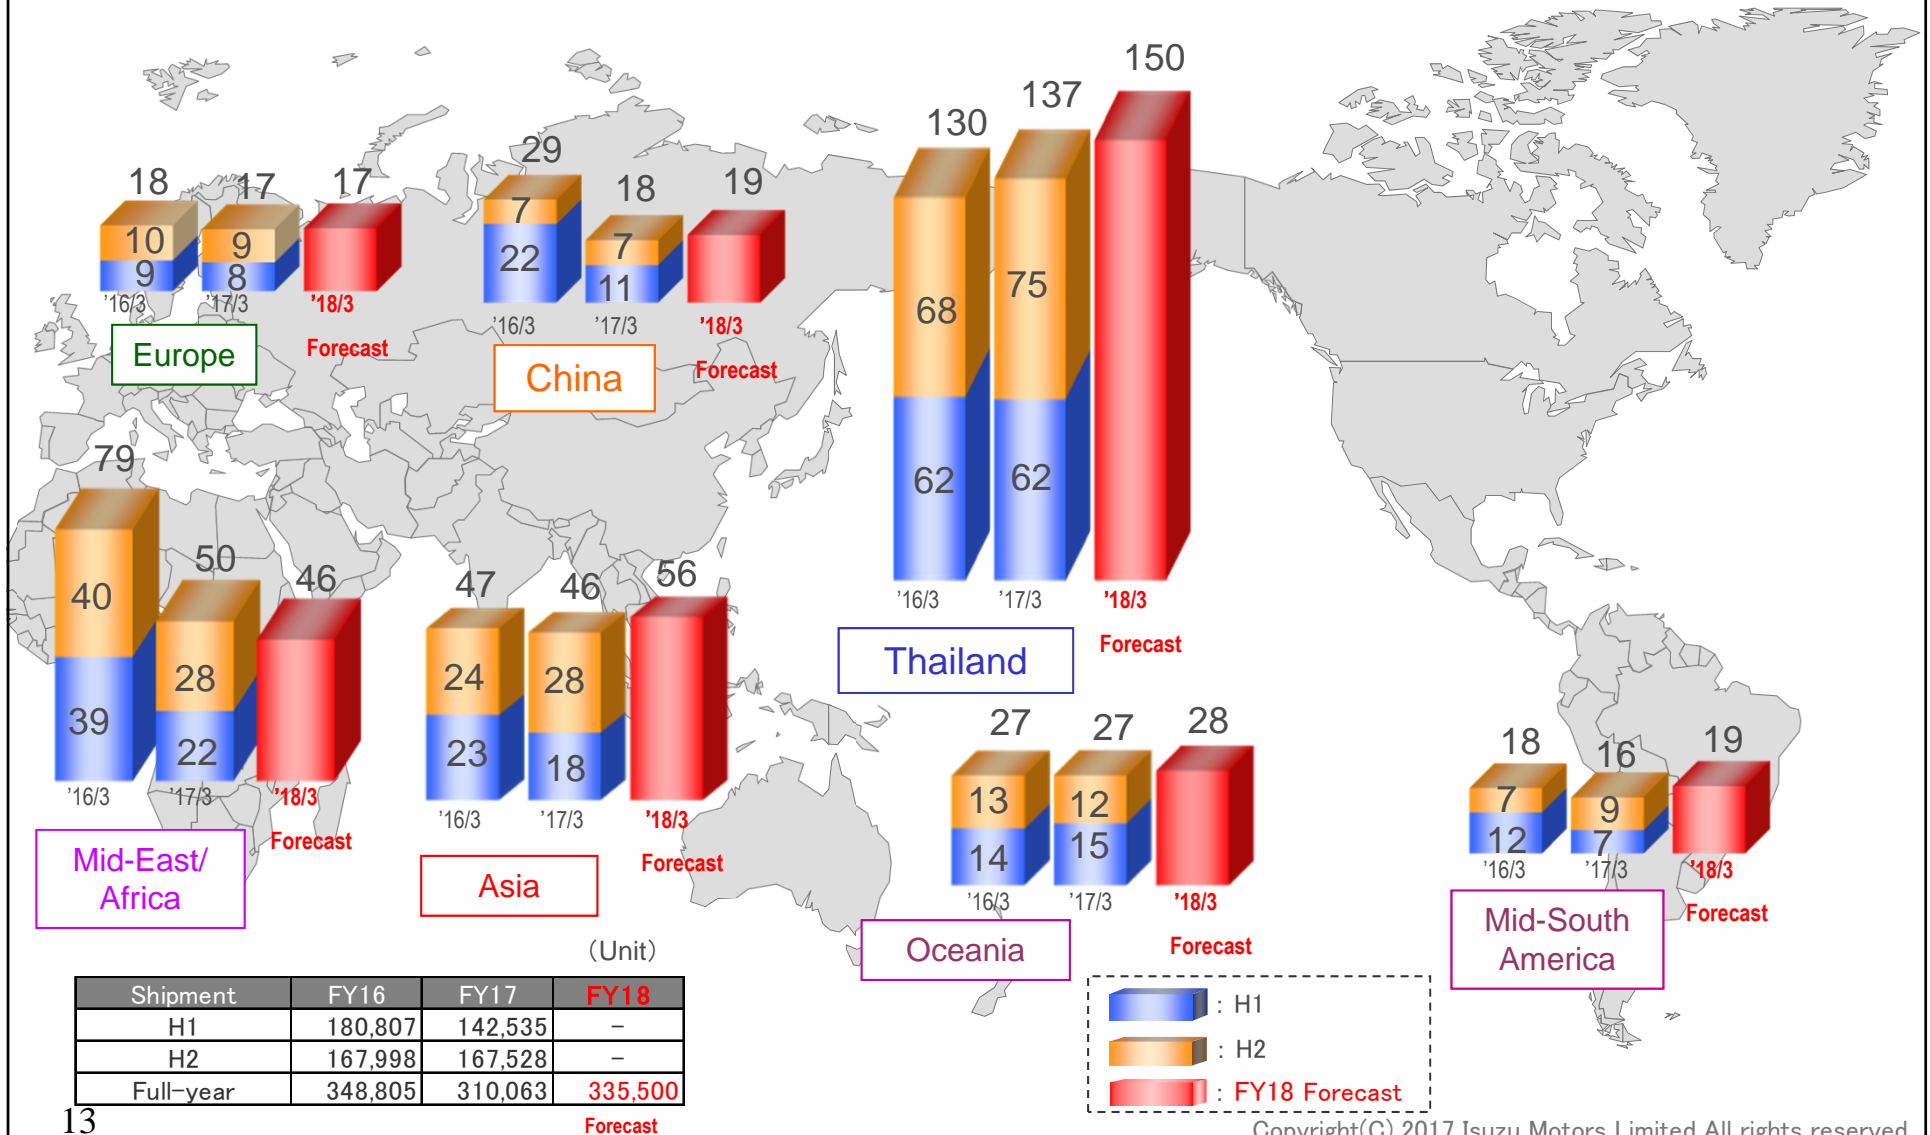 18
17
17
10
9
9
8
'16/3
'17/3
'18/3
Forecast
Europe
29
18
19
7
22
7
11
'16/3
'17/3
'18/3
Forecast
China
130
137
150
68
75
62
62
'16/3
'17/3
'18/3
Forecast
Thailand
79
50
46
40
28
39
22
'16/3
'17/3
'18/3
Forecast
Mid-East/
Africa
47
46
56
24
28
23
18
'16/3
'17/3
'18/3
Forecast
Asia
27
27
28
13
12
14
15
'16/3
'17/3
'18/3
Forecast
Oceania
18
16
19
7
9
12
7
'16/3
'17/3
'18/3
Forecast
Mid-South
America
(Unit)
Shipment FY16 FY17 FY18
H1 180,807 142,535 –
H2 167,998 167,528 –
Full-year 348,805 310,063 335,500
Forecast
: H1
: H2
: FY18 Forecast
13
Copyright(C) 2017 Isuzu Motors Limited All rights reserved